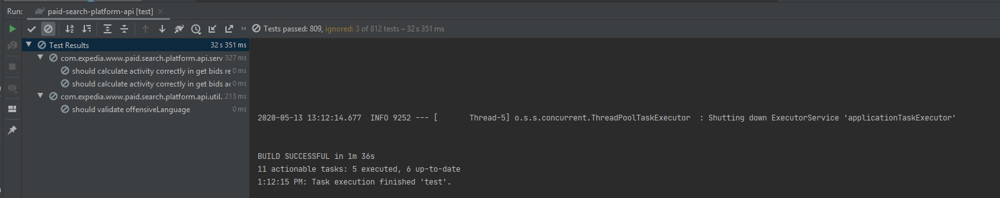 Run: paid-search-platform-api [test]
Tests passed: 809, ignored: 3 of 812 tests – 32 s 351 ms
Test Results 32 s 351 ms
com.expedia.www.paid.search.platform.api.serv 327 ms
should calculate activity correctly in get bids re 0 ms
should calculate activity correctly in get bids ac 0 ms
com.expedia.www.paid.search.platform.api.util. 213 ms
should validate offensiveLanguage 0 ms
2020-05-13 13:12:14.677  INFO 9252 --- [       Thread-5] o.s.s.concurrent.ThreadPoolTaskExecutor  : Shutting down ExecutorService 'applicationTaskExecutor'
BUILD SUCCESSFUL in 1m 36s
11 actionable tasks: 5 executed, 6 up-to-date
1:12:15 PM: Task execution finished 'test'.